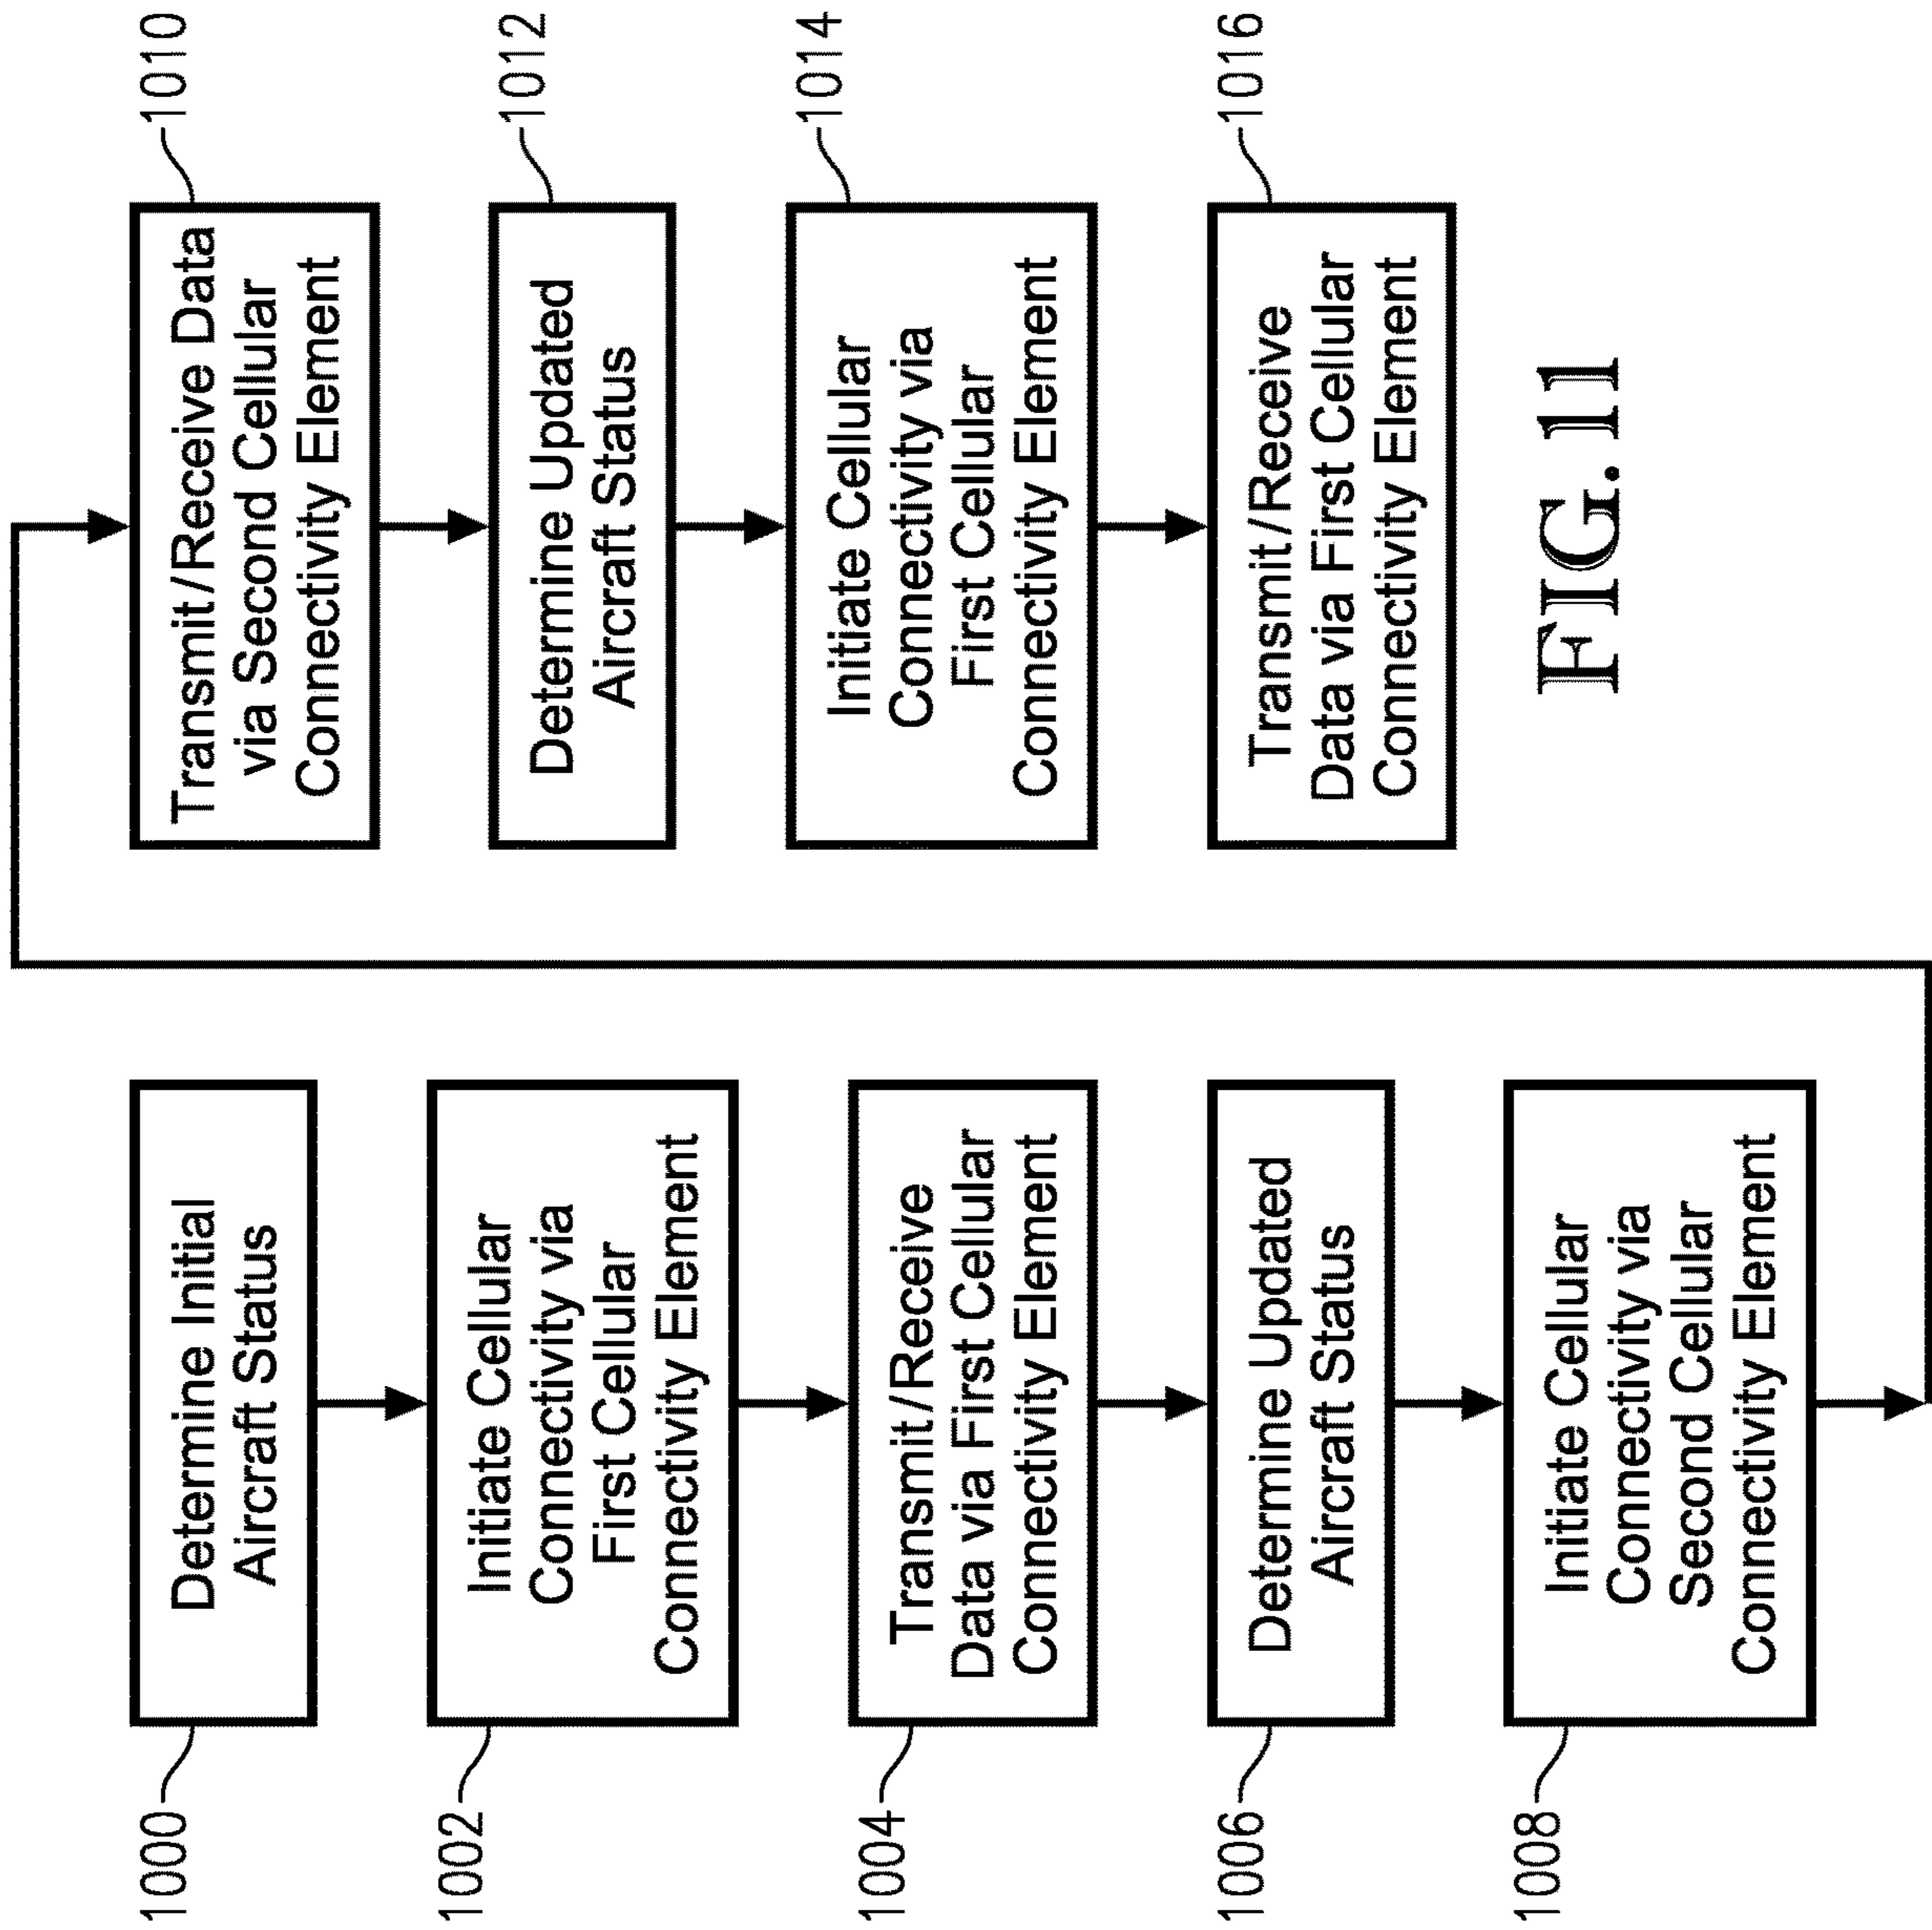 1000
Determine Initial
Aircraft Status
1002
Initiate Cellular
Connectivity via
First Cellular
Connectivity Element
1004
Transmit/Receive
Data via First Cellular
Connectivity Element
1006
Determine Updated
Aircraft Status
1008
Initiate Cellular
Connectivity via
Second Cellular
Connectivity Element
1010
Transmit/Receive Data
via Second Cellular
Connectivity Element
1012
Determine Updated
Aircraft Status
1014
Initiate Cellular
Connectivity via
First Cellular
Connectivity Element
1016
Transmit/Receive
Data via First Cellular
Connectivity Element
FIG. 11